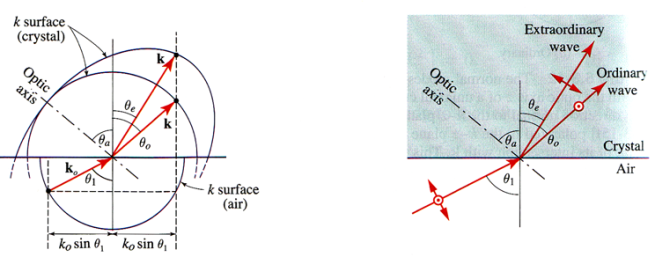 k surface
(crystal)
Optic
axis
k
k
θe
θa
θo
ko
θ1
k surface
(air)
ko sin θ1
ko sin θ1
Extraordinary
wave
Ordinary
wave
Optic
axis
θe
θa
θo
Crystal
Air
θ1